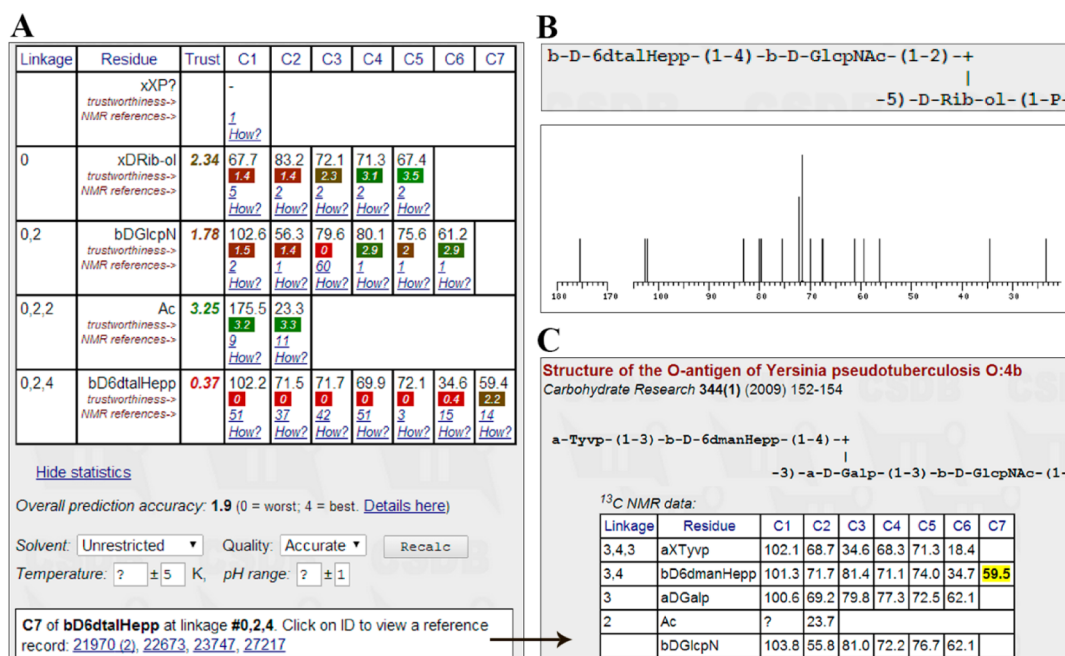 A
Linkage Residue Trust C1 C2 C3 C4 C5 C6 C7
xXP? -
trustworthiness->
NMR references-> 1
How?
0 xDRib-ol 2.34 67.7 83.2 72.1 71.3 67.4
trustworthiness-> 1.4 1.4 2.3 3.1 3.5
NMR references-> 5 2 2 2 2
How? How? How? How? How?
0,2 bDGlcpN 1.78 102.6 56.3 79.6 80.1 75.6 61.2
trustworthiness-> 1.5 1.4 0 2.9 2 2.9
NMR references-> 2 1 60 1 1 1
How? How? How? How? How? How?
0,2,2 Ac 3.25 175.5 23.3
trustworthiness-> 3.2 3.3
NMR references-> 9 11
How? How?
0,2,4 bD6dtalHepp 0.37 102.2 71.5 71.7 69.9 72.1 34.6 59.4
trustworthiness-> 0 0 0 0 0 0.4 2.2
NMR references-> 51 37 42 51 3 15 14
How? How? How? How? How? How? How?
Hide statistics
Overall prediction accuracy: 1.9 (0 = worst; 4 = best. Details here)
Solvent: Unrestricted Quality: Accurate Recalc
Temperature: ? ± 5 K, pH range: ? ± 1
C7 of bD6dtalHepp at linkage #0,2,4. Click on ID to view a reference
record: 21970 (2), 22673, 23747, 27217
B
b-D-6dtalHepp-(1-4)-b-D-GlcpNAc-(1-2)-+
|
-5)-D-Rib-ol-(1-P-
180 170 100 90 80 70 60 50 40 30
C
Structure of the O-antigen of Yersinia pseudotuberculosis O:4b
Carbohydrate Research 344(1) (2009) 152-154
a-Tyvp-(1-3)-b-D-6dmanHepp-(1-4)-+
|
-3)-a-D-Galp-(1-3)-b-D-GlcpNAc-(1-
13C NMR data:
Linkage Residue C1 C2 C3 C4 C5 C6 C7
3,4,3 aXTyvp 102.1 68.7 34.6 68.3 71.3 18.4
3,4 bD6dmanHepp 101.3 71.7 81.4 71.1 74.0 34.7 59.5
3 aDGalp 100.6 69.2 79.8 77.3 72.5 62.1
2 Ac ? 23.7
bDGlcpN 103.8 55.8 81.0 72.2 76.7 62.1